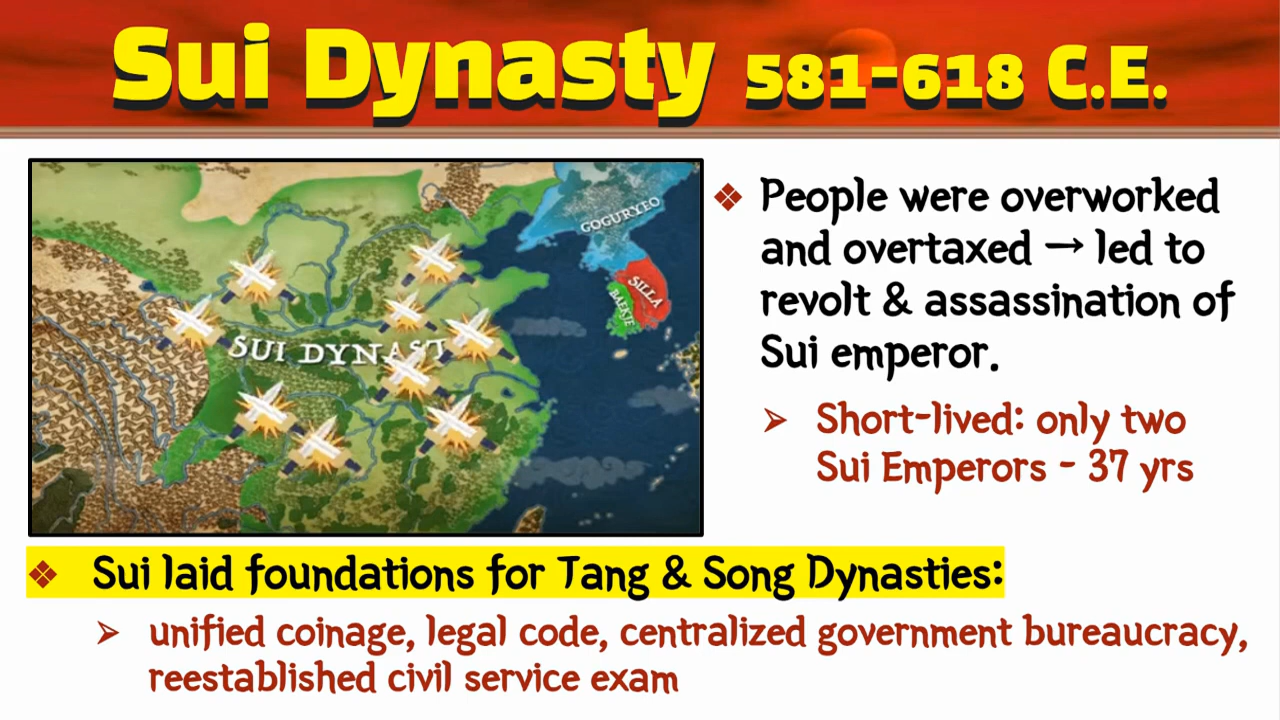 Sui Dynasty 581-618 C.E.
GOGURYEO
SILLA
BAEKJE
SUI DYNAST
❖ People were overworked
and overtaxed → led to
revolt & assassination of
Sui emperor.
➢ Short-lived: only two
Sui Emperors - 37 yrs
❖ Sui laid foundations for Tang & Song Dynasties:
➢ unified coinage, legal code, centralized government bureaucracy,
reestablished civil service exam